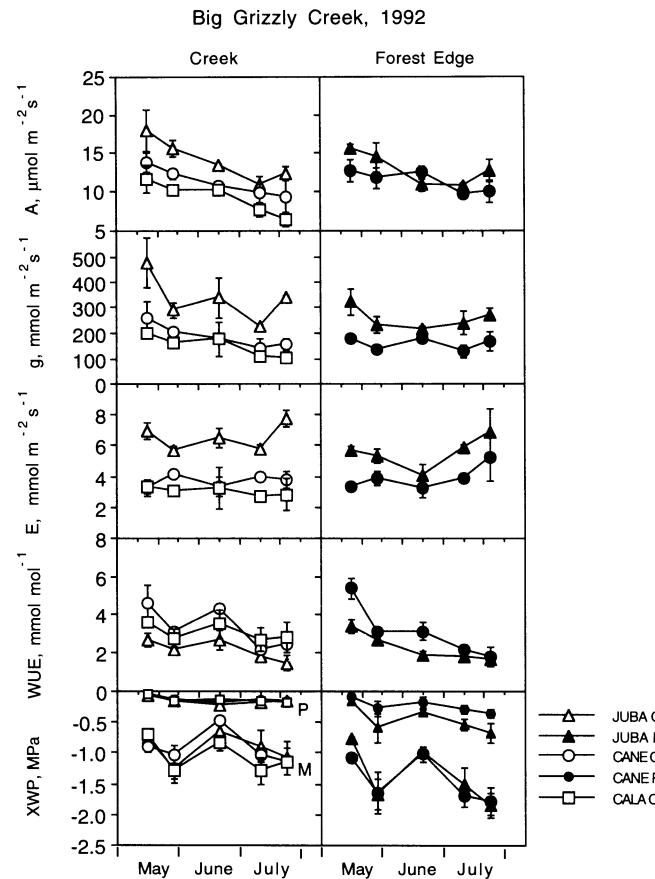 Big Grizzly Creek, 1992
Creek
Forest Edge
A, μmol m⁻² s⁻¹
25
20
15
10
5
g, mmol m⁻² s⁻¹
500
400
300
200
100
0
E, mmol m⁻² s⁻¹
8
6
4
2
WUE, mmol mol⁻¹
8
6
4
2
0
XWP, MPa
-0.5
-1.0
-1.5
-2.0
-2.5
P
M
May June July
May June July
JUBA C
JUBA
CANE C
CANE F
CALA C